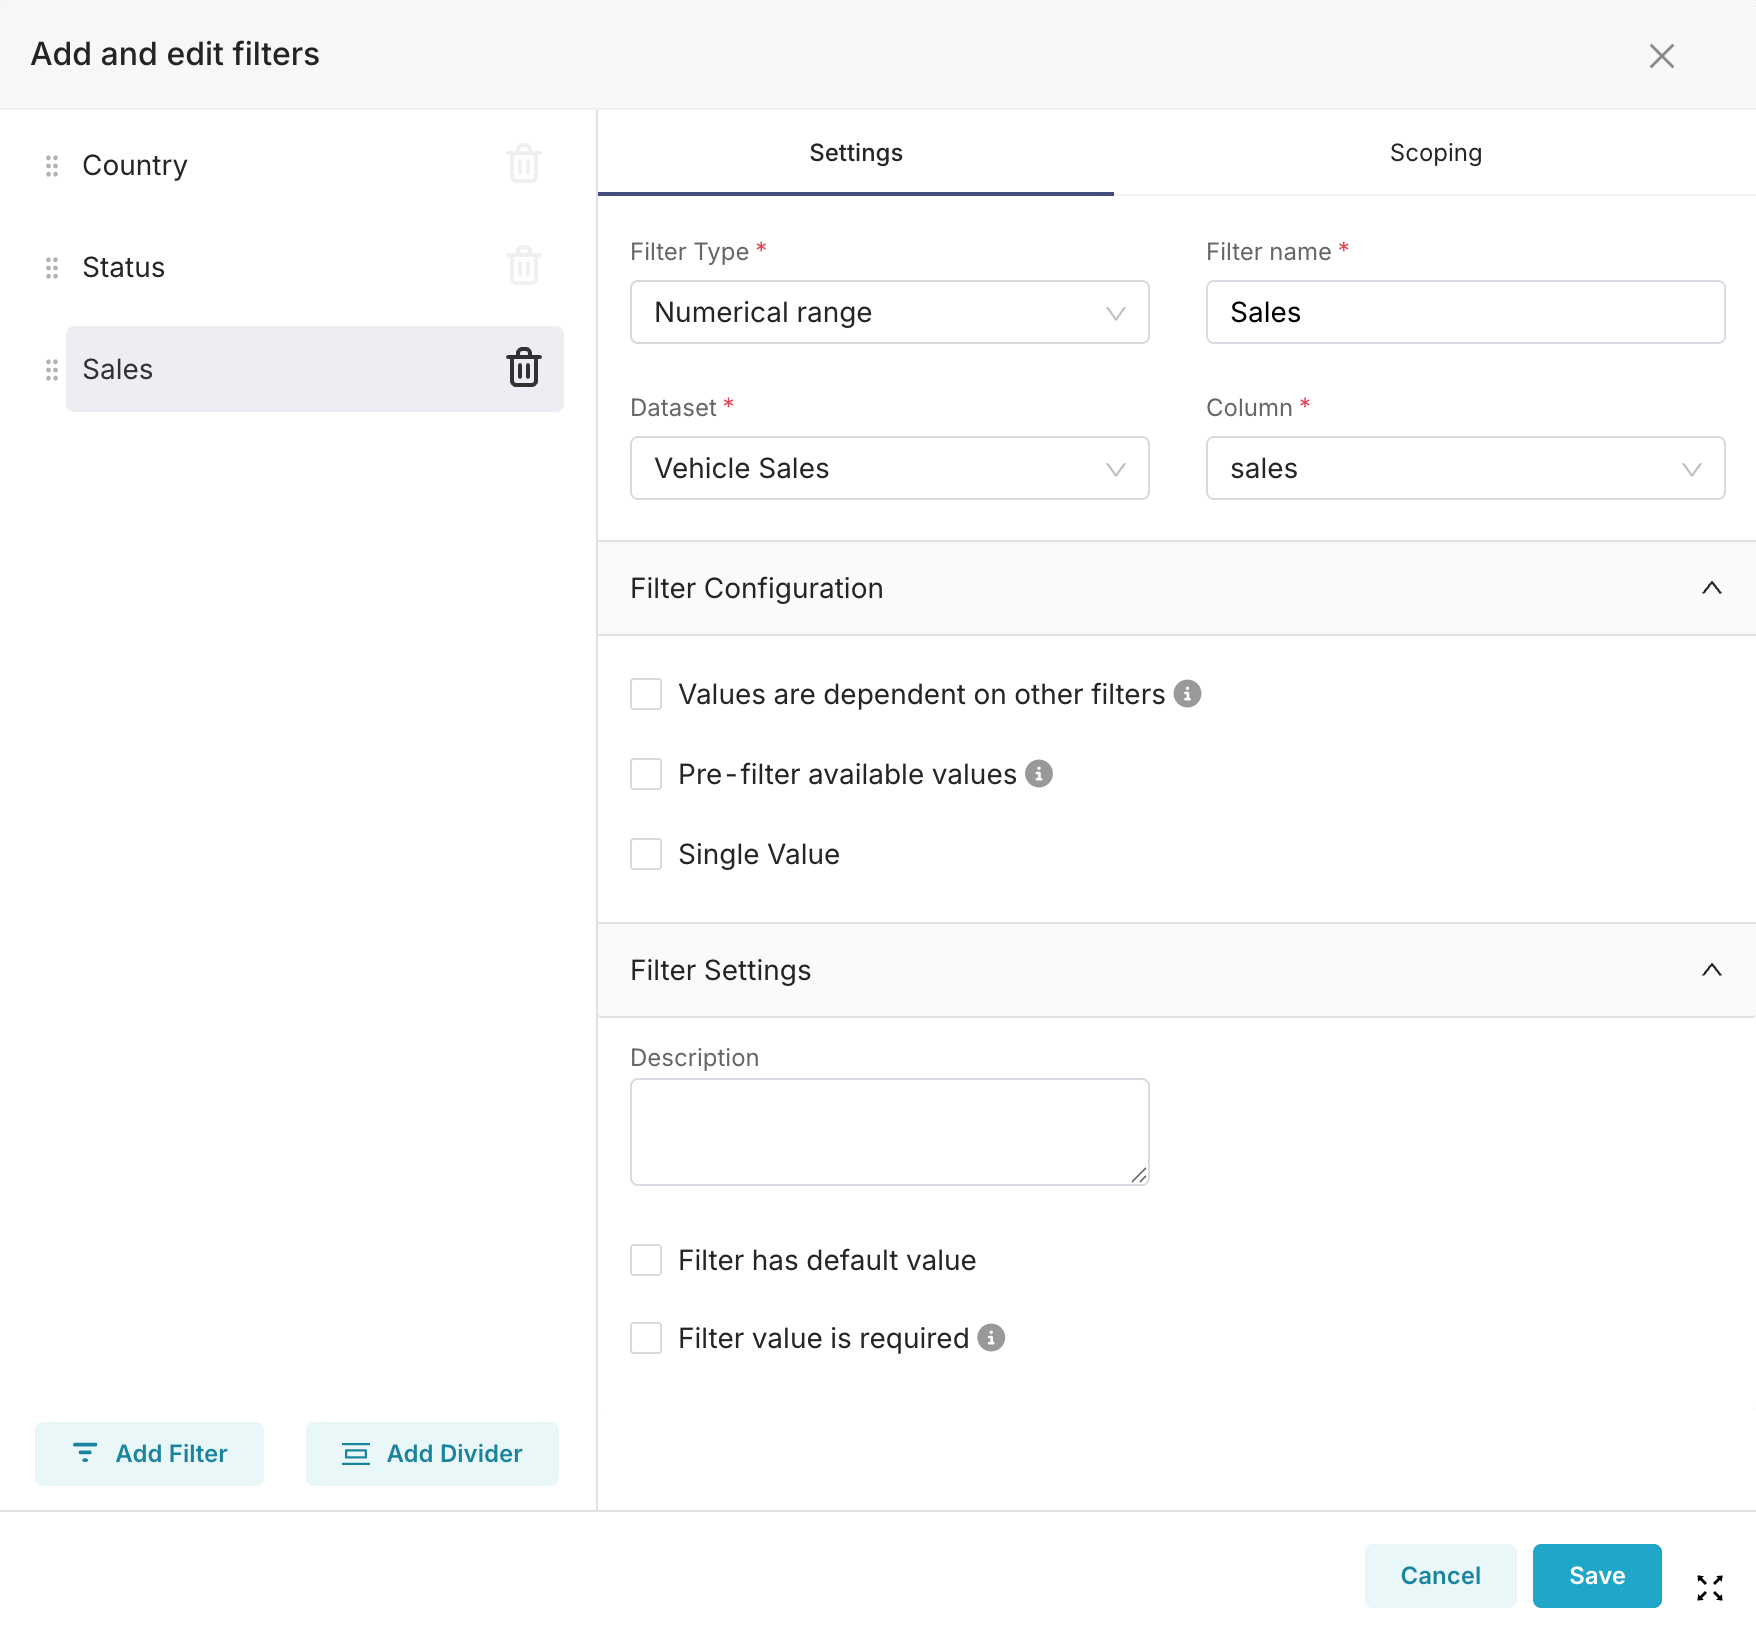 Add and edit filters
Country
Status
Sales
Add Filter
Add Divider
Settings
Scoping
Filter Type *
Filter name *
Numerical range
Sales
Dataset *
Column *
Vehicle Sales
sales
Filter Configuration
Values are dependent on other filters
Pre-filter available values
Single Value
Filter Settings
Description
Filter has default value
Filter value is required
Cancel
Save